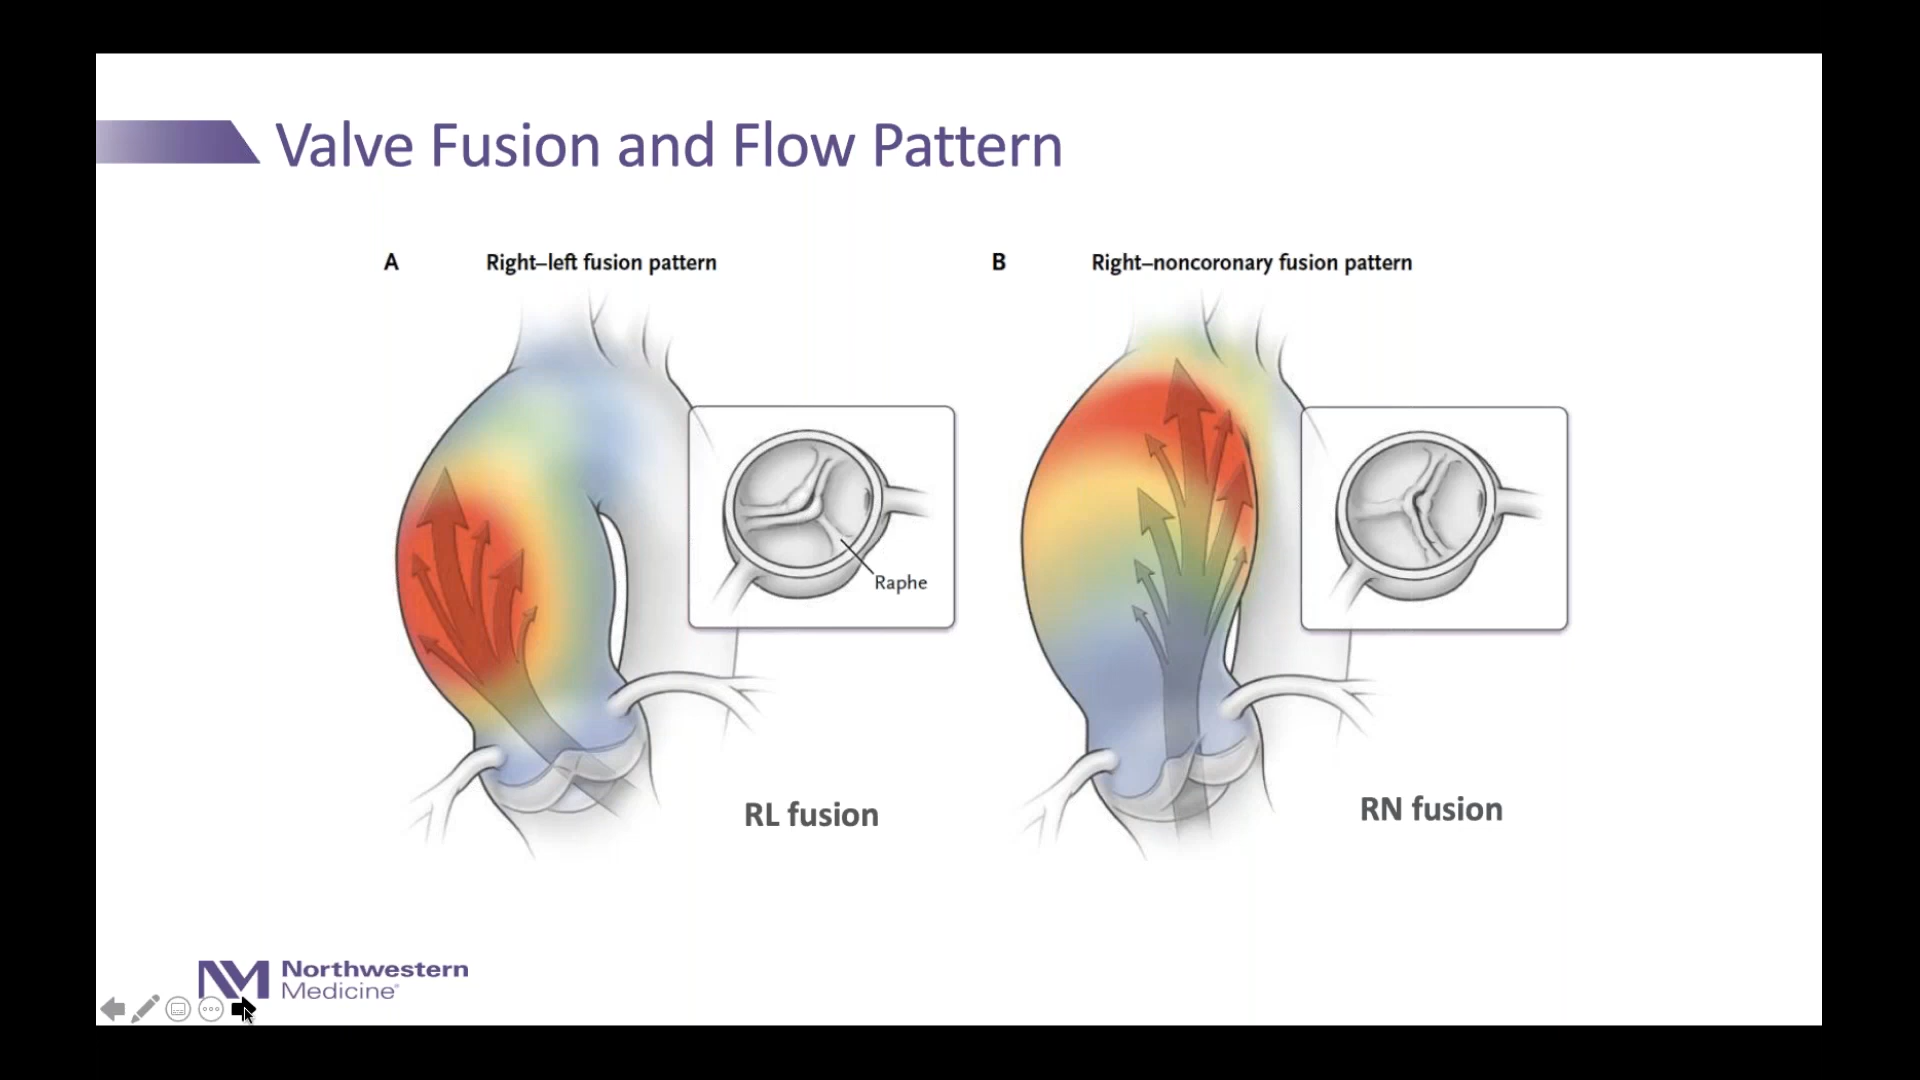 Valve Fusion and Flow Pattern
A Right–left fusion pattern
B Right–noncoronary fusion pattern
Raphe
RL fusion
RN fusion
Northwestern
Medicine®